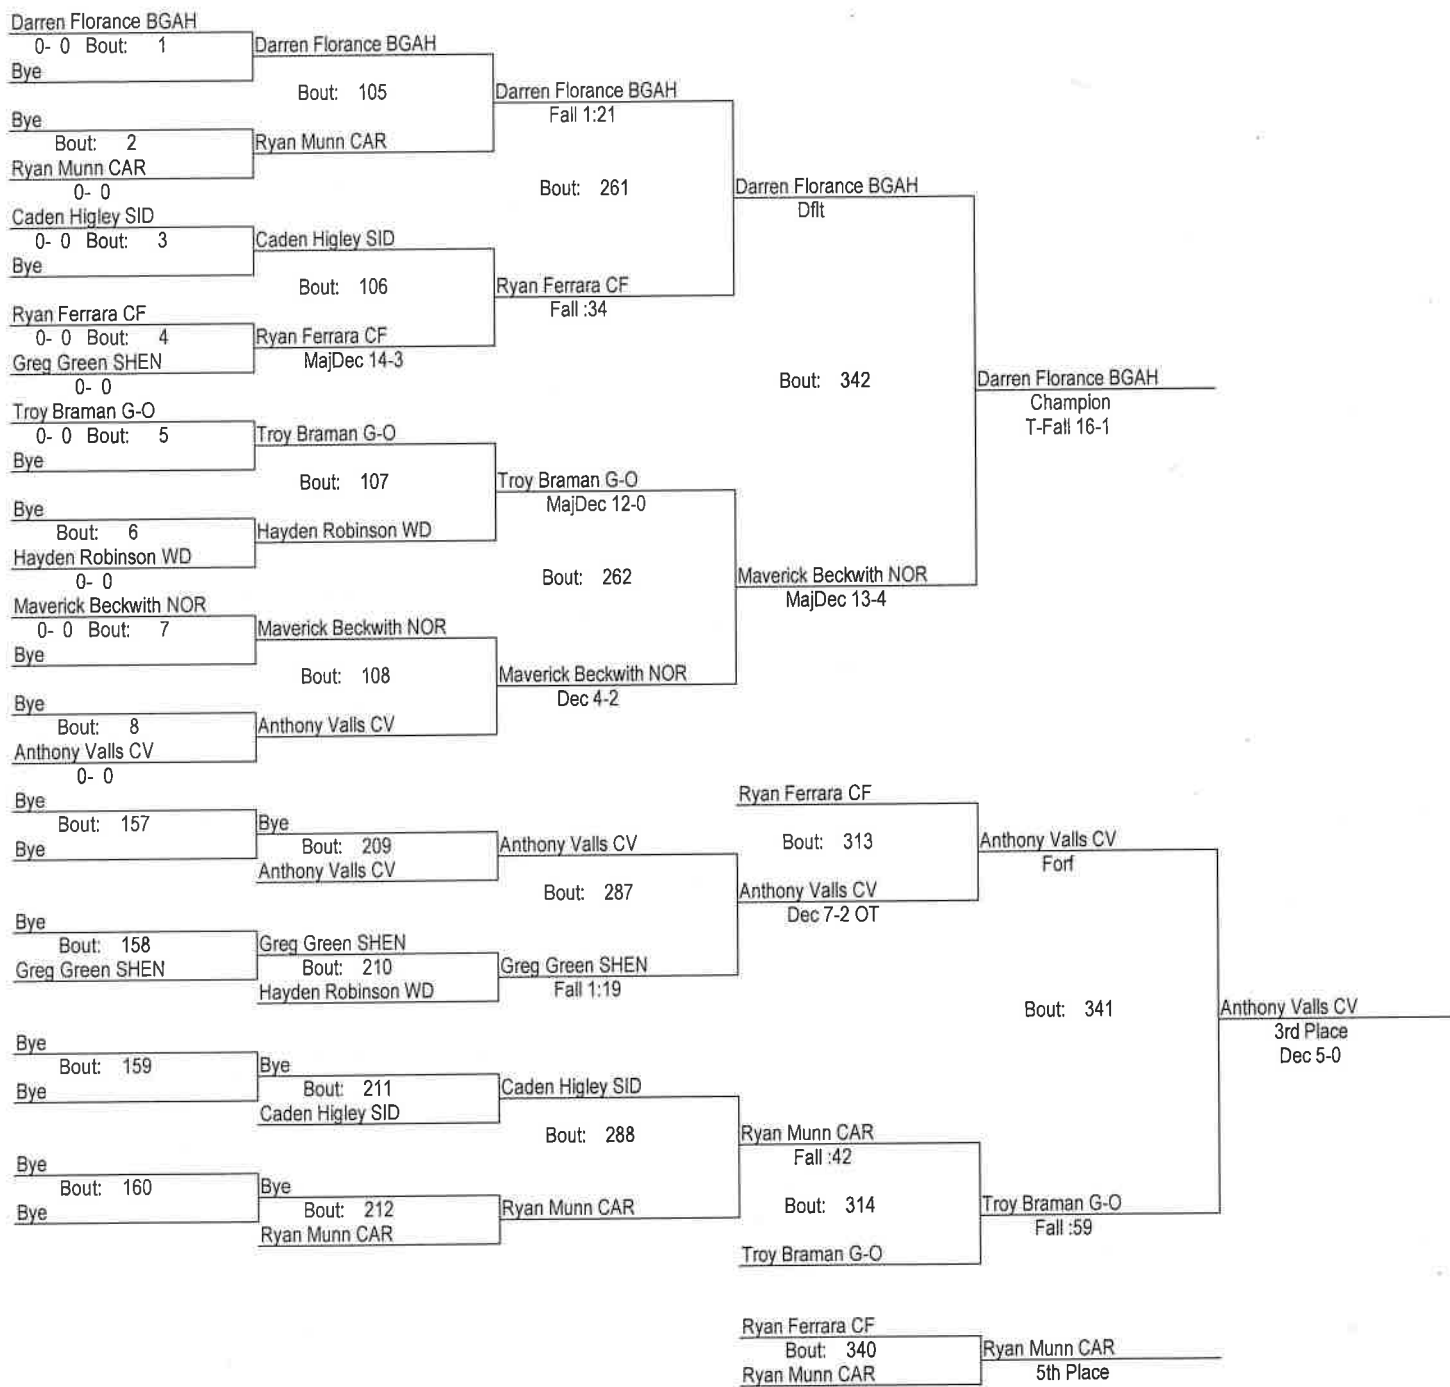 Darren Florance BGAH
0- 0 Bout: 1
Bye
Darren Florance BGAH
Bout: 105
Bye
Bout: 2
Ryan Munn CAR
0- 0
Ryan Munn CAR
Darren Florance BGAH
Fall 1:21
Bout: 261
Caden Higley SID
0- 0 Bout: 3
Bye
Caden Higley SID
Bout: 106
Ryan Ferrara CF
0- 0 Bout: 4
Greg Green SHEN
0- 0
Ryan Ferrara CF
MajDec 14-3
Ryan Ferrara CF
Fall :34
Darren Florance BGAH
Dflt
Bout: 342
Troy Braman G-O
0- 0 Bout: 5
Bye
Troy Braman G-O
Bout: 107
Bye
Bout: 6
Hayden Robinson WD
0- 0
Hayden Robinson WD
Troy Braman G-O
MajDec 12-0
Bout: 262
Maverick Beckwith NOR
0- 0 Bout: 7
Bye
Maverick Beckwith NOR
Bout: 108
Bye
Bout: 8
Anthony Valls CV
0- 0
Anthony Valls CV
Maverick Beckwith NOR
Dec 4-2
Maverick Beckwith NOR
MajDec 13-4
Darren Florance BGAH
Champion
T-Fall 16-1
Bye
Bout: 157
Bye
Bye
Bout: 209
Anthony Valls CV
Anthony Valls CV
Bout: 287
Bye
Bout: 158
Greg Green SHEN
Greg Green SHEN
Bout: 210
Hayden Robinson WD
Greg Green SHEN
Fall 1:19
Ryan Ferrara CF
Bout: 313
Anthony Valls CV
Dec 7-2 OT
Anthony Valls CV
Forf
Bout: 341
Bye
Bout: 159
Bye
Bye
Bout: 211
Caden Higley SID
Caden Higley SID
Bout: 288
Bye
Bout: 160
Bye
Bye
Bout: 212
Ryan Munn CAR
Ryan Munn CAR
Ryan Munn CAR
Fall :42
Bout: 314
Troy Braman G-O
Troy Braman G-O
Fall :59
Anthony Valls CV
3rd Place
Dec 5-0
Ryan Ferrara CF
Bout: 340
Ryan Munn CAR
Ryan Munn CAR
5th Place